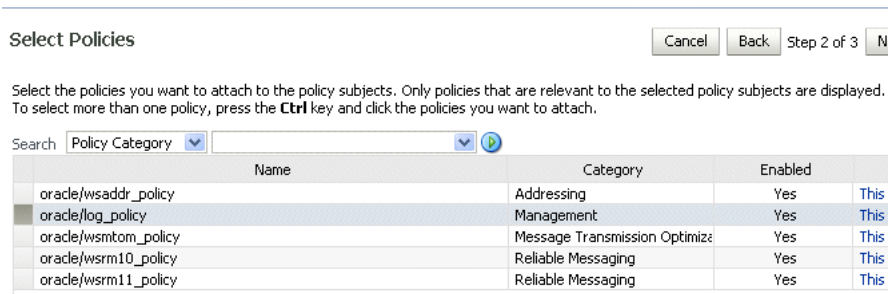 Select Policies
Cancel Back Step 2 of 3 N
Select the policies you want to attach to the policy subjects. Only policies that are relevant to the selected policy subjects are displayed.
To select more than one policy, press the Ctrl key and click the policies you want to attach.
Search Policy Category
Name Category Enabled
oracle/wsaddr_policy Addressing Yes This
oracle/log_policy Management Yes This
oracle/wsmtom_policy Message Transmission Optimiza Yes This
oracle/wsrm10_policy Reliable Messaging Yes This
oracle/wsrm11_policy Reliable Messaging Yes This